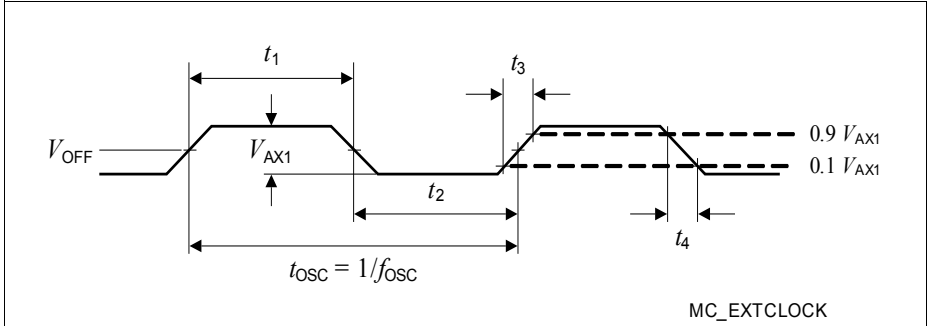 t1
t3
VOFF
VAX1
0.9 VAX1
0.1 VAX1
t2
t4
tOSC = 1/fOSC
MC_EXTCLOCK